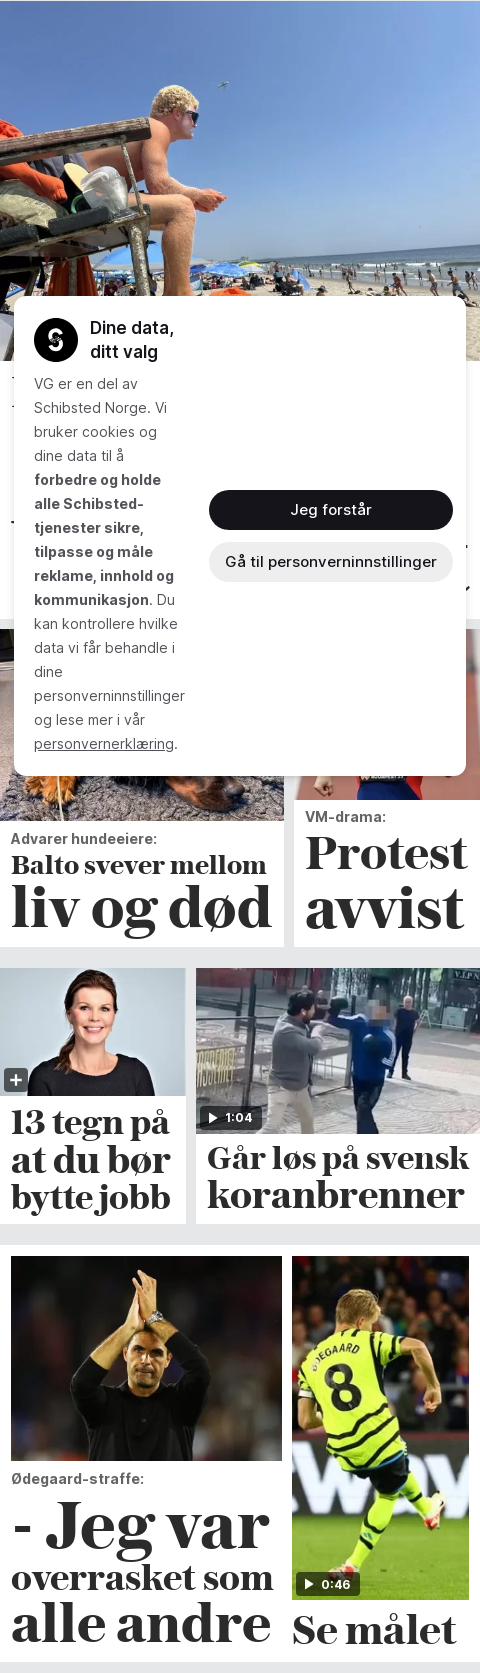 Dine data,
ditt valg
VG er en del av
Schibsted Norge. Vi
bruker cookies og
dine data til å
forbedre og holde
alle Schibsted-
tjenester sikre,
tilpasse og måle
reklame, innhold og
kommunikasjon. Du
kan kontrollere hvilke
data vi får behandle i
dine
personverninnstillinger
og lese mer i vår
personvernerklæring.
Jeg forstår
Gå til personverninnstillinger
Advarer hundeeiere:
Balto svever mellom
liv og død
VM-drama:
Protest
avvist
13 tegn på
at du bør
bytte jobb
1:04
Går løs på svensk
koranbrenner
Ødegaard-straffe:
- Jeg var
overrasket som
alle andre
ØDEGAARD
8
0:46
Se målet